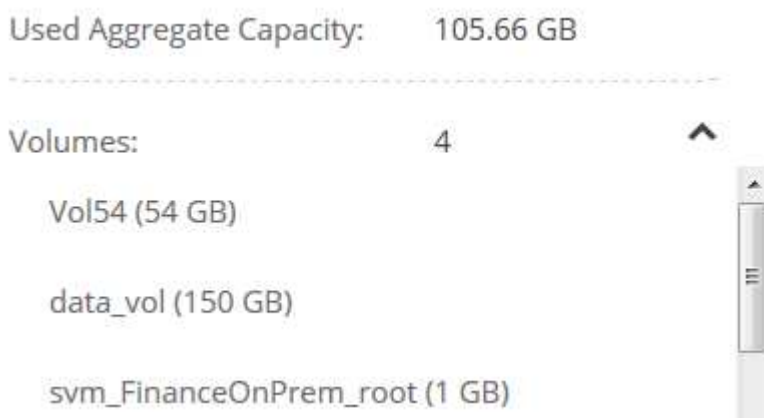 Used Aggregate Capacity: 105.66 GB
Volumes: 4
Vol54 (54 GB)
data_vol (150 GB)
svm_FinanceOnPrem_root (1 GB)